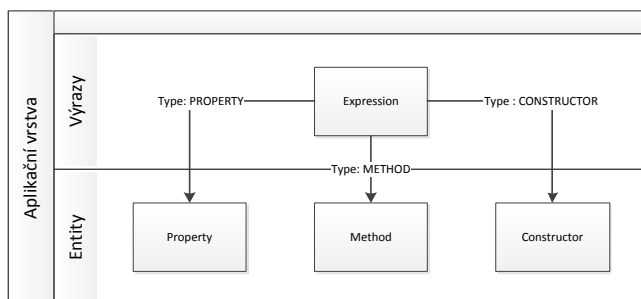 Aplikační vrstva
Výrazy
Type: PROPERTY
Expression
Type : CONSTRUCTOR
Type: METHOD
Entity
Property
Method
Constructor